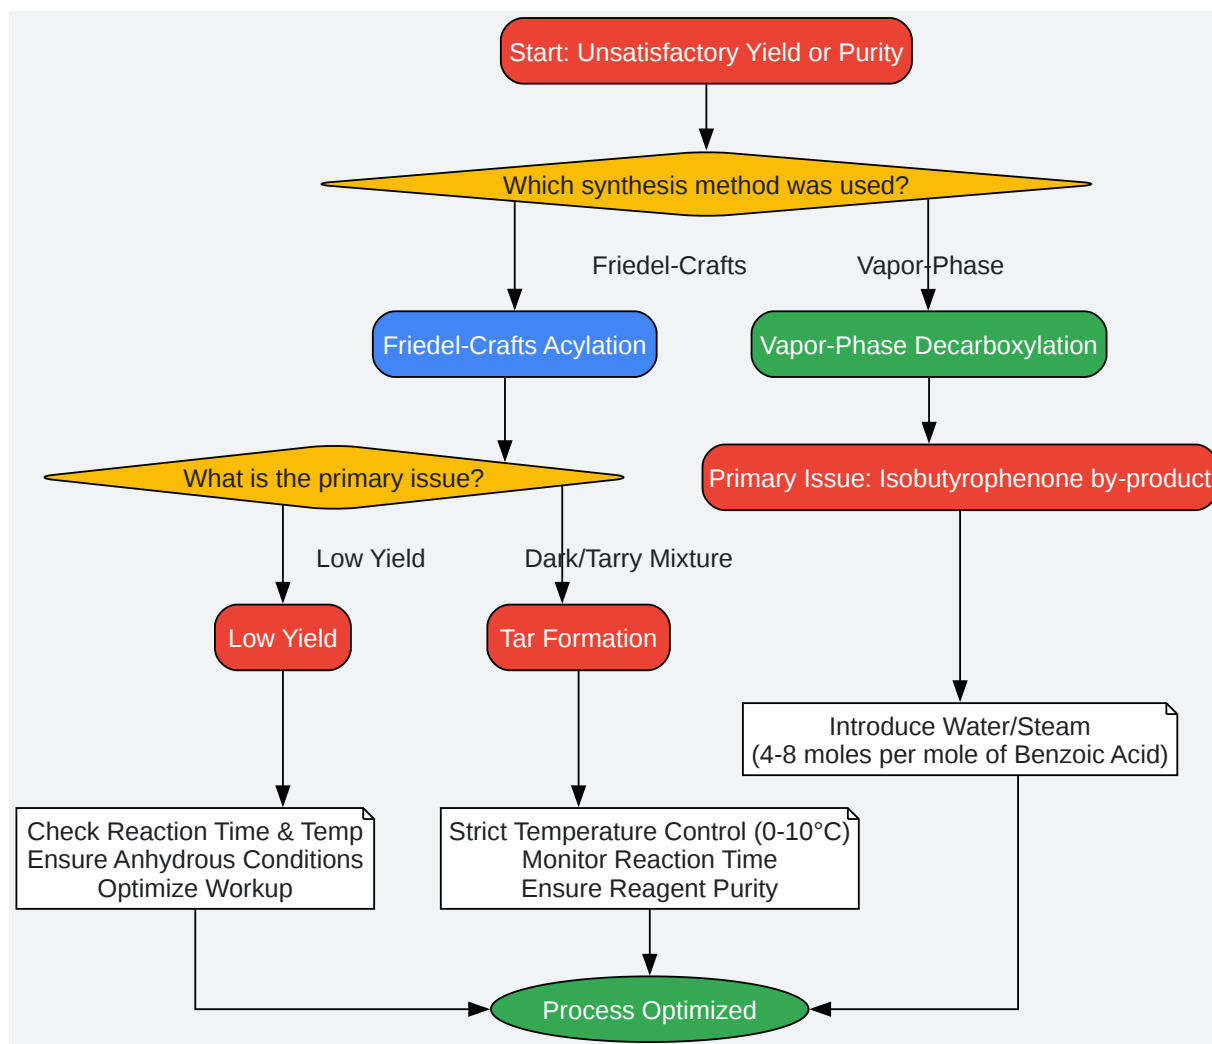 Start: Unsatisfactory Yield or Purity
Which synthesis method was used?
Friedel-Crafts
Vapor-Phase
Friedel-Crafts Acylation
Vapor-Phase Decarboxylation
What is the primary issue?
Primary Issue: Isobutyrophenone by-product
Low Yield
Dark/Tarry Mixture
Low Yield
Tar Formation
Introduce Water/Steam
(4-8 moles per mole of Benzoic Acid)
Check Reaction Time & Temp
Ensure Anhydrous Conditions
Optimize Workup
Strict Temperature Control (0-10°C)
Monitor Reaction Time
Ensure Reagent Purity
Process Optimized